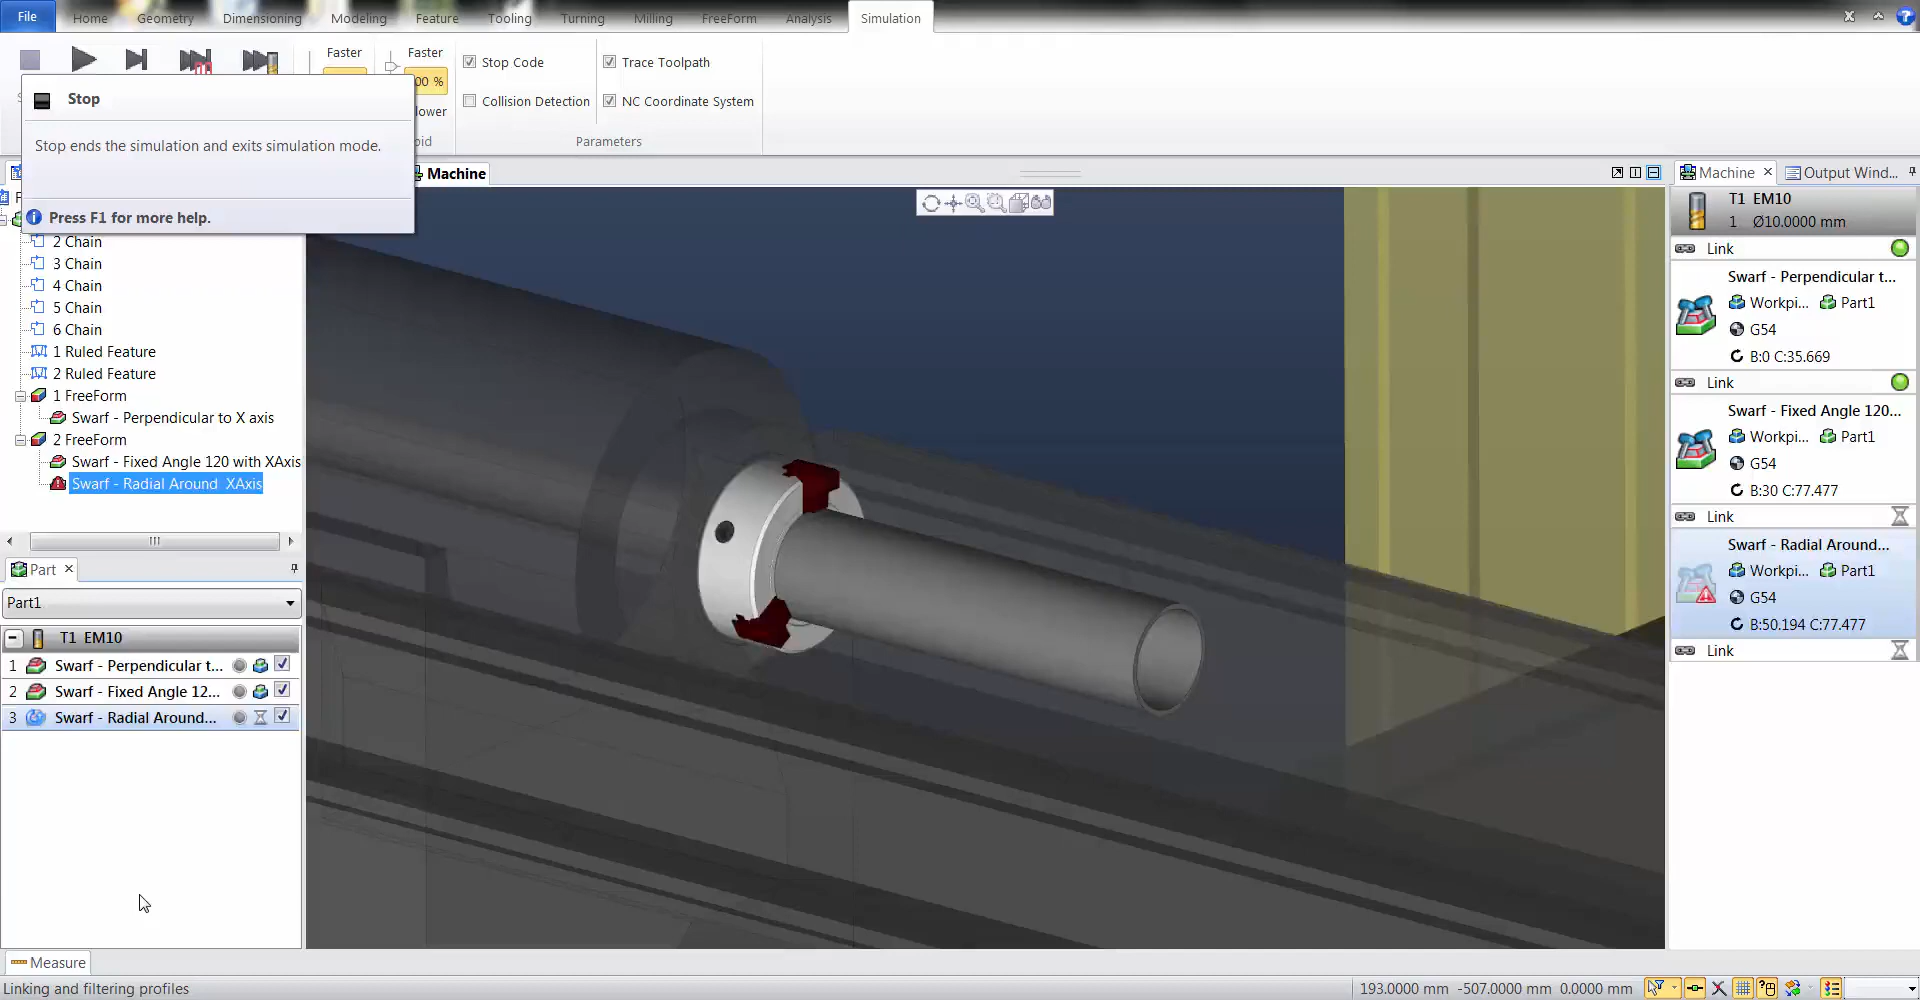 File Home Geometry Dimensioning Modeling Feature Tooling Turning Milling FreeForm Analysis Simulation
Faster Faster
00 %
lower
oid
Stop Code
Collision Detection
Trace Toolpath
NC Coordinate System
Parameters
Stop
Stop ends the simulation and exits simulation mode.
Press F1 for more help.
2 Chain
3 Chain
4 Chain
5 Chain
6 Chain
1 Ruled Feature
2 Ruled Feature
1 FreeForm
Swarf - Perpendicular to X axis
2 FreeForm
Swarf - Fixed Angle 120 with XAxis
Swarf - Radial Around XAxis
Part
Part1
T1 EM10
1 Swarf - Perpendicular t...
2 Swarf - Fixed Angle 12...
3 Swarf - Radial Around...
Machine
Machine Output Wind...
T1 EM10
1 Ø10.0000 mm
Link
Swarf - Perpendicular t...
Workpi... Part1
G54
B:0 C:35.669
Link
Swarf - Fixed Angle 120...
Workpi... Part1
G54
B:30 C:77.477
Link
Swarf - Radial Around...
Workpi... Part1
G54
B:50.194 C:77.477
Link
Measure
Linking and filtering profiles
193.0000 mm -507.0000 mm 0.0000 mm